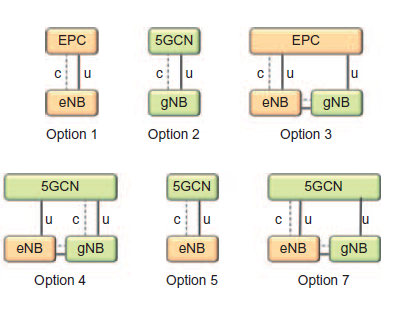 EPC 5GCN EPC
c u c u c u u
eNB gNB eNB gNB
Option 1 Option 2 Option 3
5GCN 5GCN 5GCN
u c u c u c u u
eNB gNB eNB eNB gNB
Option 4 Option 5 Option 7